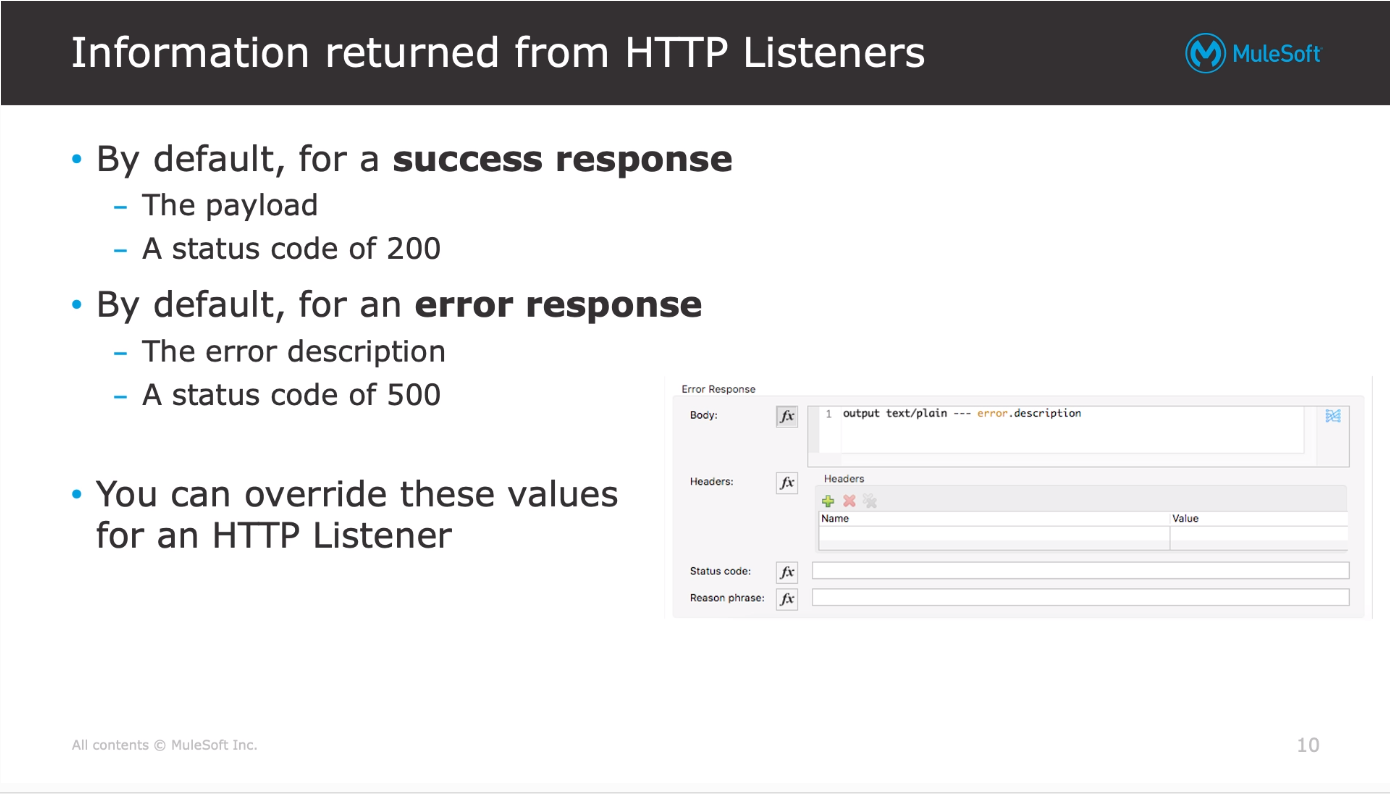 Information returned from HTTP Listeners
MuleSoft
• By default, for a success response
– The payload
– A status code of 200
• By default, for an error response
– The error description
– A status code of 500
• You can override these values
for an HTTP Listener
Error Response
Body: fx 1 output text/plain --- error.description
Headers: fx Headers
Name Value
Status code: fx
Reason phrase: fx
All contents © MuleSoft Inc.
10